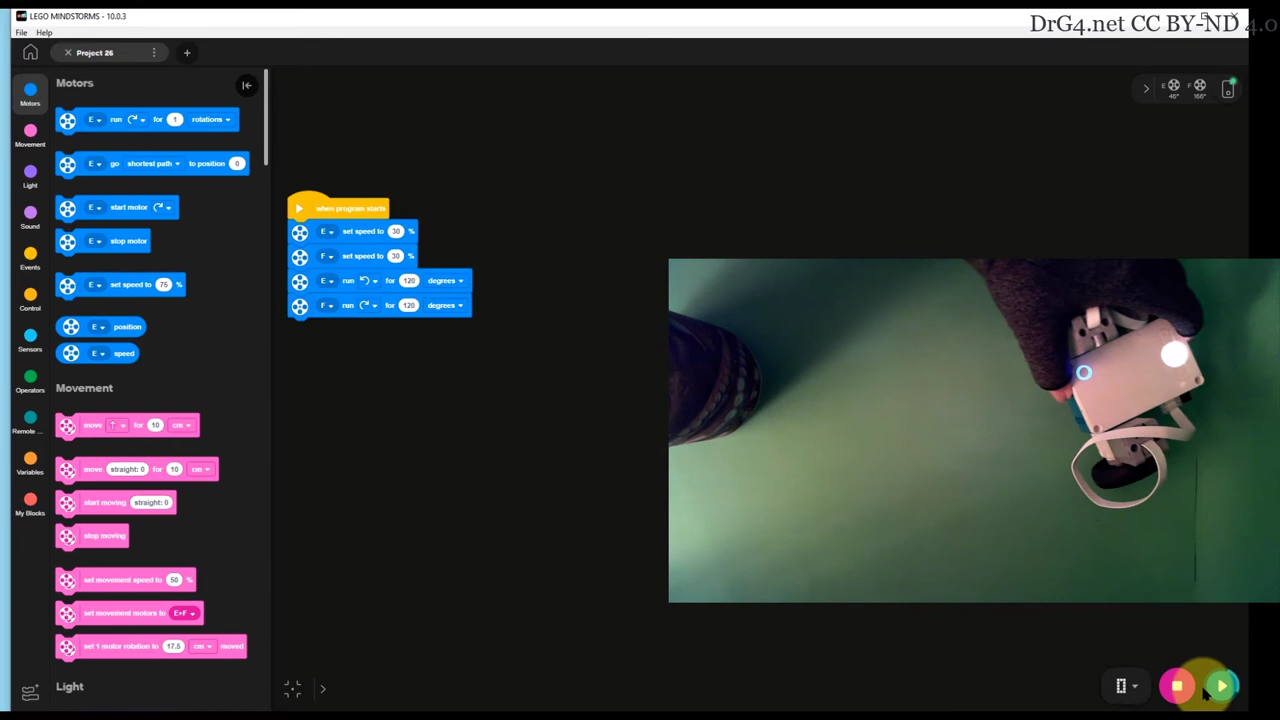 LEGO MINDSTORMS - 10.0.3
DrG4.net CC BY-ND 4.0
File Help
Project 26
Motors
Motors
Movement
Light
Sound
Events
Control
Sensors
Operators
Remote ...
Variables
My Blocks
E run for 1 rotations
E go shortest path to position 0
E start motor
E stop motor
E set speed to 75 %
E position
E speed
Movement
move for 10 cm
move straight: 0 for 10 cm
start moving straight: 0
stop moving
set movement speed to 50 %
set movement motors to E+F
set 1 motor rotation to 17.5 cm moved
Light
when program starts
E set speed to 30 %
F set speed to 30 %
E run for 120 degrees
F run for 120 degrees
E 46° F 166°